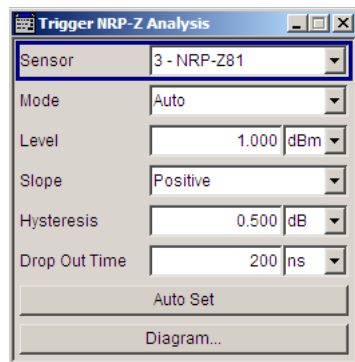 Trigger NRP-Z Analysis
Sensor 3 - NRP-Z81
Mode Auto
Level 1.000 dBm
Slope Positive
Hysteresis 0.500 dB
Drop Out Time 200 ns
Auto Set
Diagram...